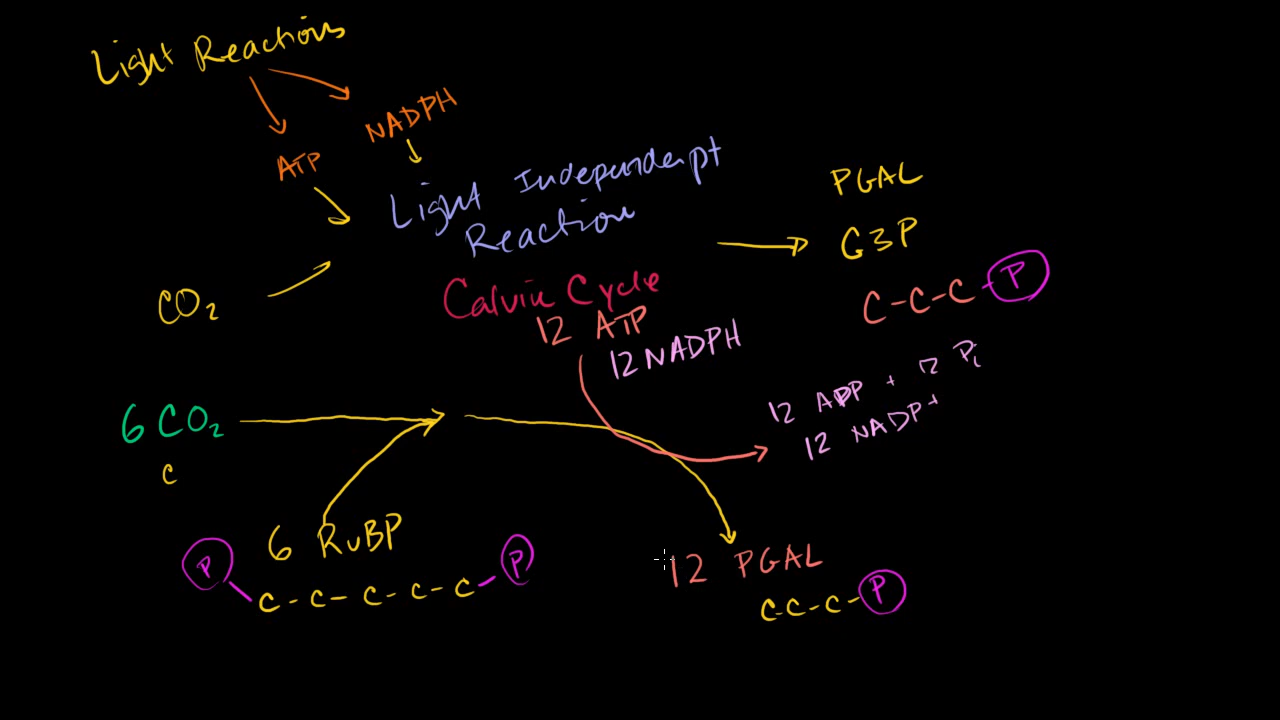 Light Reactions
ATP
NADPH
Light Independent
Reaction
Calvin Cycle
CO₂
PGAL
G3P
C-C-C-P
12 ATP
12 NADPH
12 ADP + 12 Pi
12 NADP+
6 CO₂
C
6 RuBP
P-C-C-C-C-C-P
12 PGAL
C-C-C-P